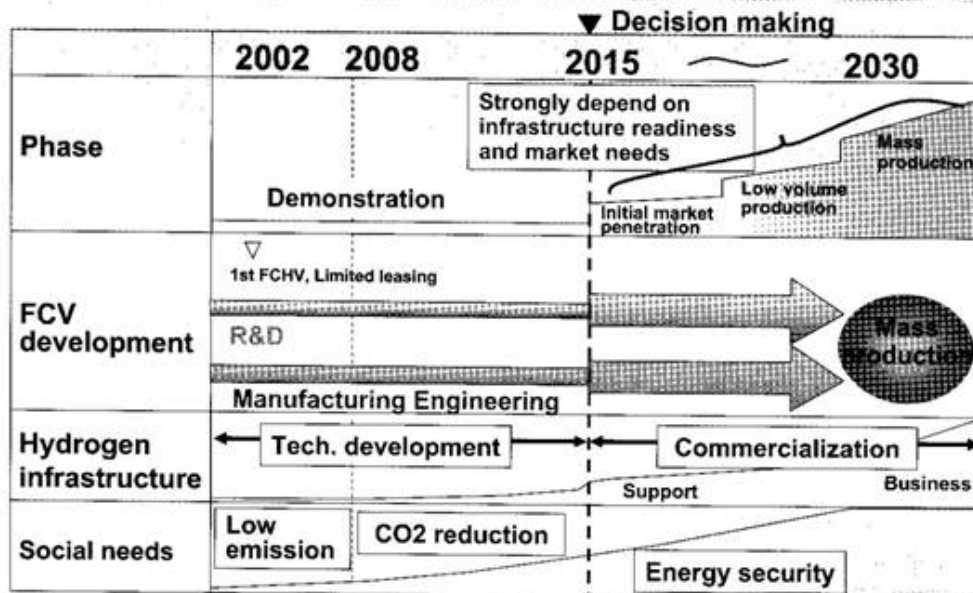 ▼ Decision making
2002 2008 2015 2030
Phase
Strongly depend on
infrastructure readiness
and market needs
Demonstration
Initial market
penetration
Low volume
production
Mass
production
FCV
development
1st FCHV, Limited leasing
R&D
Manufacturing Engineering
Mass
production
Hydrogen
infrastructure
Tech. development
Commercialization
Support
Business
Social needs
Low
emission
CO2 reduction
Energy security